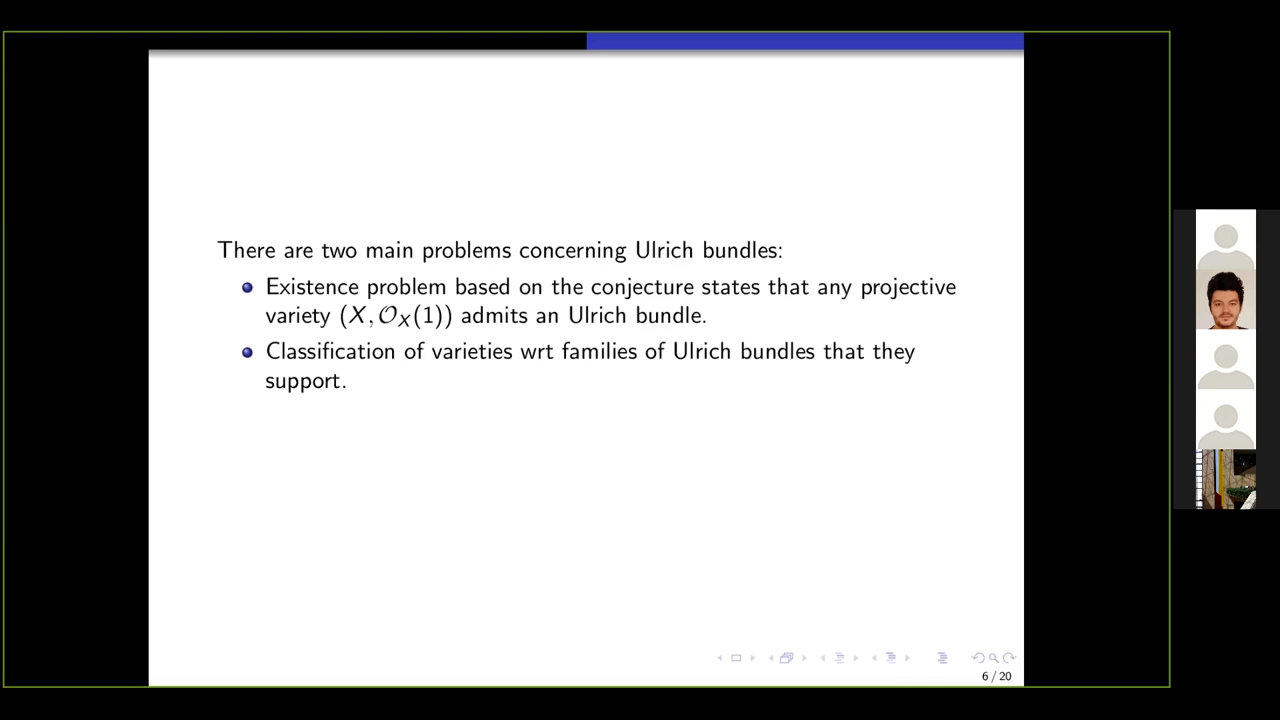 There are two main problems concerning Ulrich bundles:
Existence problem based on the conjecture states that any projective
variety (X, 𝒪_X(1)) admits an Ulrich bundle.
Classification of varieties wrt families of Ulrich bundles that they
support.
6 / 20